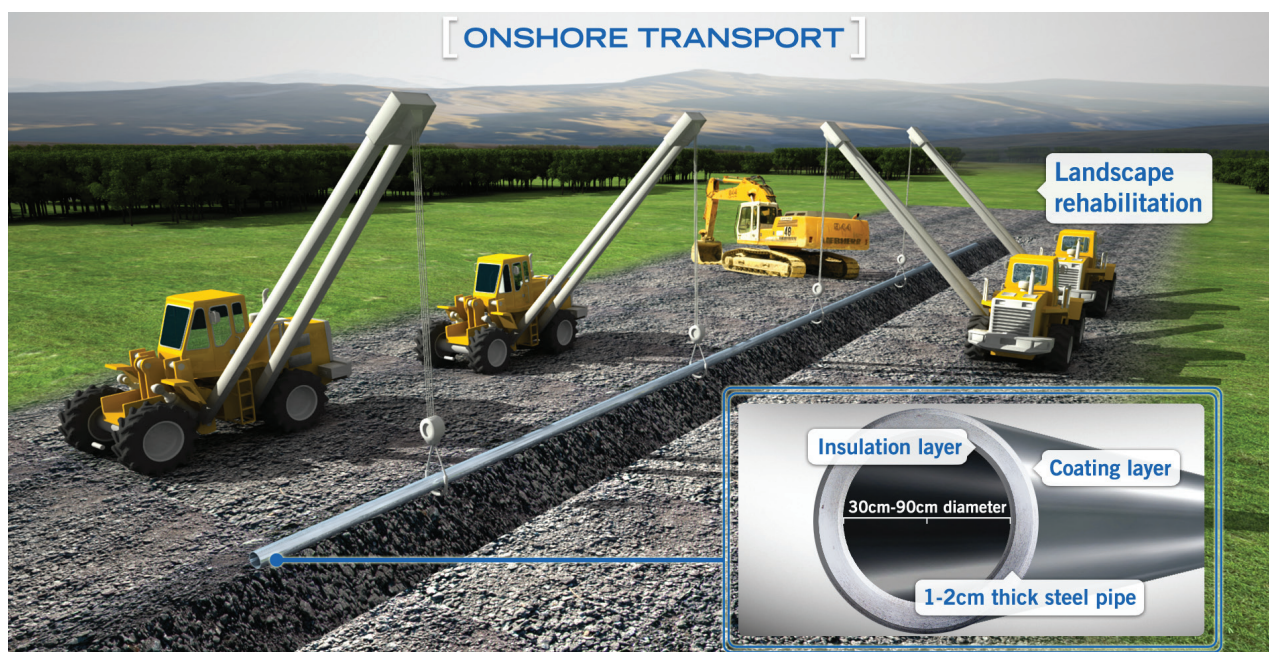 [ ONSHORE TRANSPORT ]
Landscape
rehabilitation
Insulation layer
Coating layer
30cm-90cm diameter
1-2cm thick steel pipe